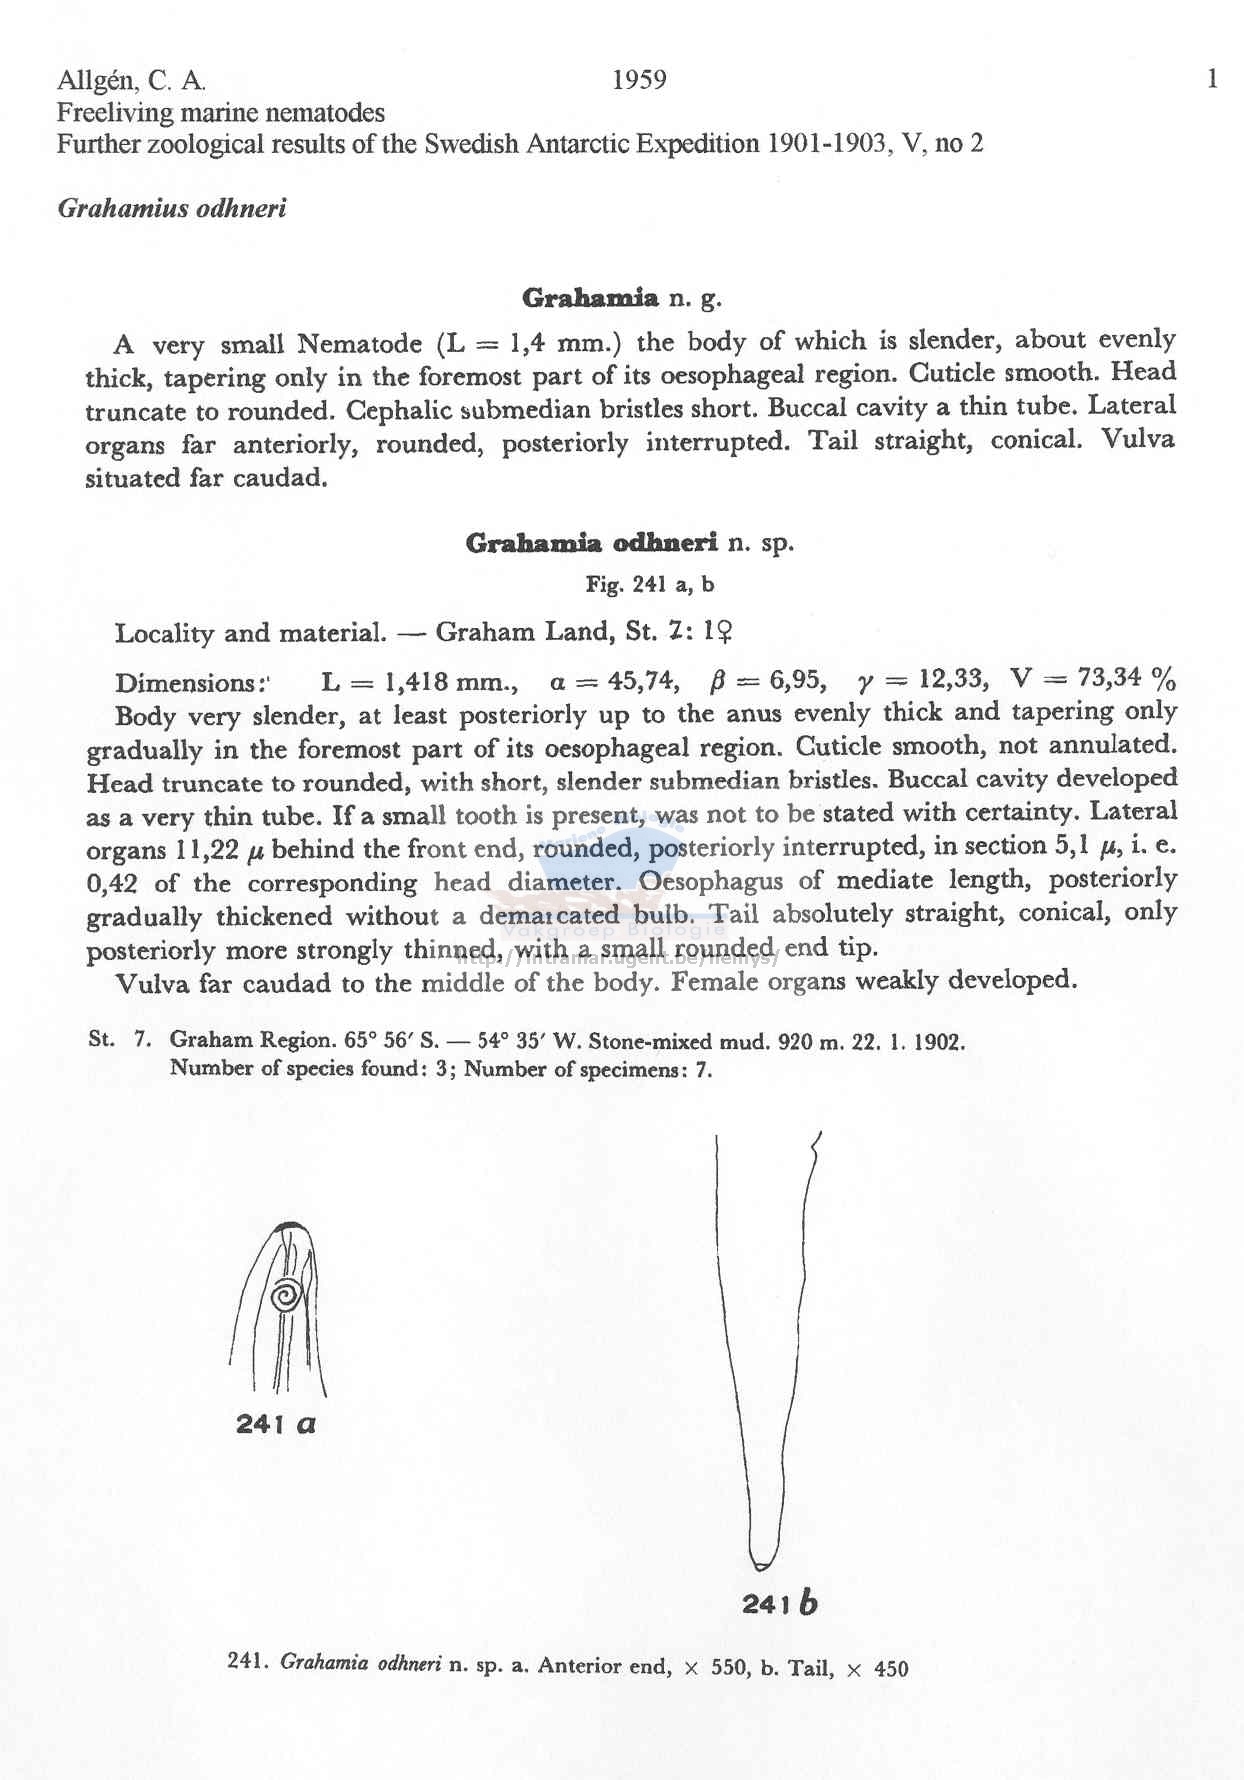 Allgén, C. A. 1959 1
Freeliving marine nematodes
Further zoological results of the Swedish Antarctic Expedition 1901-1903, V, no 2
Grahamius odhneri
Grahamia n. g.
A very small Nematode (L = 1,4 mm.) the body of which is slender, about evenly
thick, tapering only in the foremost part of its oesophageal region. Cuticle smooth. Head
truncate to rounded. Cephalic submedian bristles short. Buccal cavity a thin tube. Lateral
organs far anteriorly, rounded, posteriorly interrupted. Tail straight, conical. Vulva
situated far caudad.
Grahamia odhneri n. sp.
Fig. 241 a, b
Locality and material. — Graham Land, St. 7: 1♀
Dimensions: L = 1,418 mm., α = 45,74, β = 6,95, γ = 12,33, V = 73,34 %
Body very slender, at least posteriorly up to the anus evenly thick and tapering only
gradually in the foremost part of its oesophageal region. Cuticle smooth, not annulated.
Head truncate to rounded, with short, slender submedian bristles. Buccal cavity developed
as a very thin tube. If a small tooth is present, was not to be stated with certainty. Lateral
organs 11,22 μ behind the front end, rounded, posteriorly interrupted, in section 5,1 μ, i. e.
0,42 of the corresponding head diameter. Oesophagus of mediate length, posteriorly
gradually thickened without a demarcated bulb. Tail absolutely straight, conical, only
posteriorly more strongly thinned, with a small rounded end tip.
Vulva far caudad to the middle of the body. Female organs weakly developed.
Vakgroep Biologie
http://intramar.ugent.be/nemys/
St. 7. Graham Region. 65° 56′ S. — 54° 35′ W. Stone-mixed mud. 920 m. 22. 1. 1902.
Number of species found: 3; Number of specimens: 7.
241 a
241 b
241. Grahamia odhneri n. sp. a. Anterior end, × 550, b. Tail, × 450